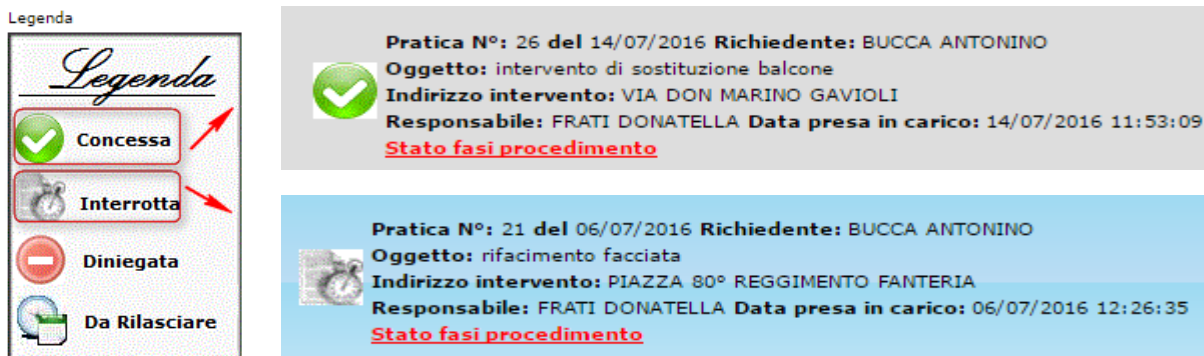 Legenda
Legenda
Concessa
Interrotta
Diniegata
Da Rilasciare
Pratica N°: 26 del 14/07/2016 Richiedente: BUCCA ANTONINO
Oggetto: intervento di sostituzione balcone
Indirizzo intervento: VIA DON MARINO GAVIOLI
Responsabile: FRATI DONATELLA Data presa in carico: 14/07/2016 11:53:09
Stato fasi procedimento
Pratica N°: 21 del 06/07/2016 Richiedente: BUCCA ANTONINO
Oggetto: rifacimento facciata
Indirizzo intervento: PIAZZA 80° REGGIMENTO FANTERIA
Responsabile: FRATI DONATELLA Data presa in carico: 06/07/2016 12:26:35
Stato fasi procedimento